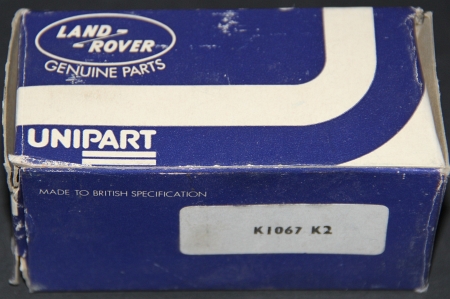 LAND
ROVER
GENUINE PARTS
UNIPART
MADE TO BRITISH SPECIFICATION
K1067 K2